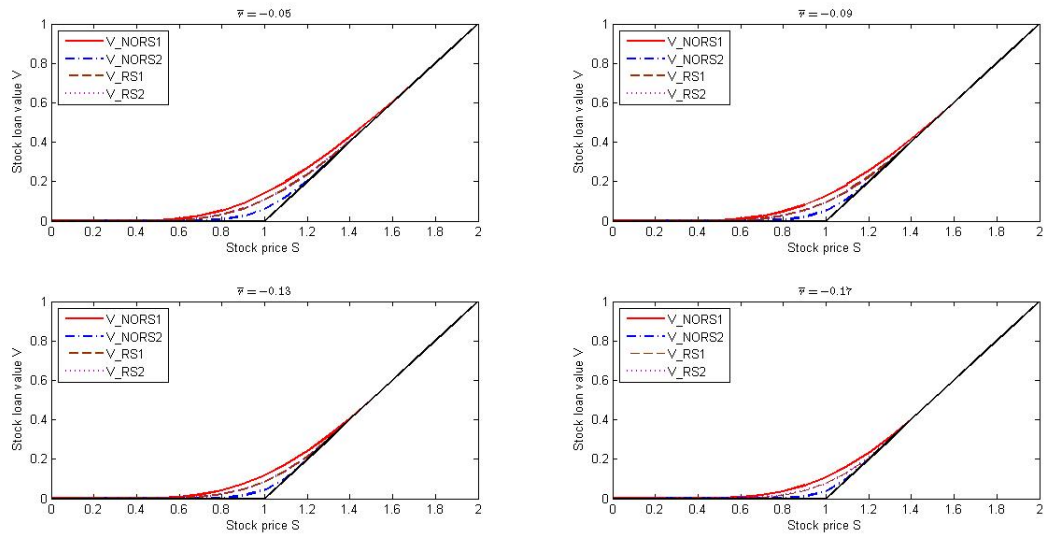 r̅ = −0.05
Stock loan value V
1
0.8
0.6
0.4
0.2
0
V_NORS1
V_NORS2
V_RS1
V_RS2
0 0.2 0.4 0.6 0.8 1 1.2 1.4 1.6 1.8 2
Stock price S
r̅ = −0.09
Stock loan value V
1
0.8
0.6
0.4
0.2
0
V_NORS1
V_NORS2
V_RS1
V_RS2
0 0.2 0.4 0.6 0.8 1 1.2 1.4 1.6 1.8 2
Stock price S
r̅ = −0.13
Stock loan value V
1
0.8
0.6
0.4
0.2
0
V_NORS1
V_NORS2
V_RS1
V_RS2
0 0.2 0.4 0.6 0.8 1 1.2 1.4 1.6 1.8 2
Stock price S
r̅ = −0.17
Stock loan value V
1
0.8
0.6
0.4
0.2
0
V_NORS1
V_NORS2
V_RS1
V_RS2
0 0.2 0.4 0.6 0.8 1 1.2 1.4 1.6 1.8 2
Stock price S